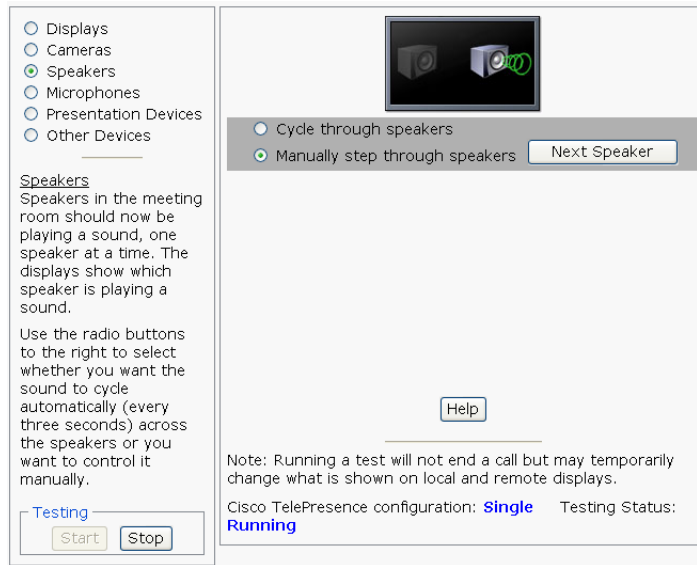 Displays
Cameras
Speakers
Microphones
Presentation Devices
Other Devices
Speakers
Speakers in the meeting
room should now be
playing a sound, one
speaker at a time. The
displays show which
speaker is playing a
sound.
Use the radio buttons
to the right to select
whether you want the
sound to cycle
automatically (every
three seconds) across
the speakers or you
want to control it
manually.
Testing
Start Stop
Cycle through speakers
Manually step through speakers Next Speaker
Help
Note: Running a test will not end a call but may temporarily
change what is shown on local and remote displays.
Cisco TelePresence configuration: Single Testing Status:
Running